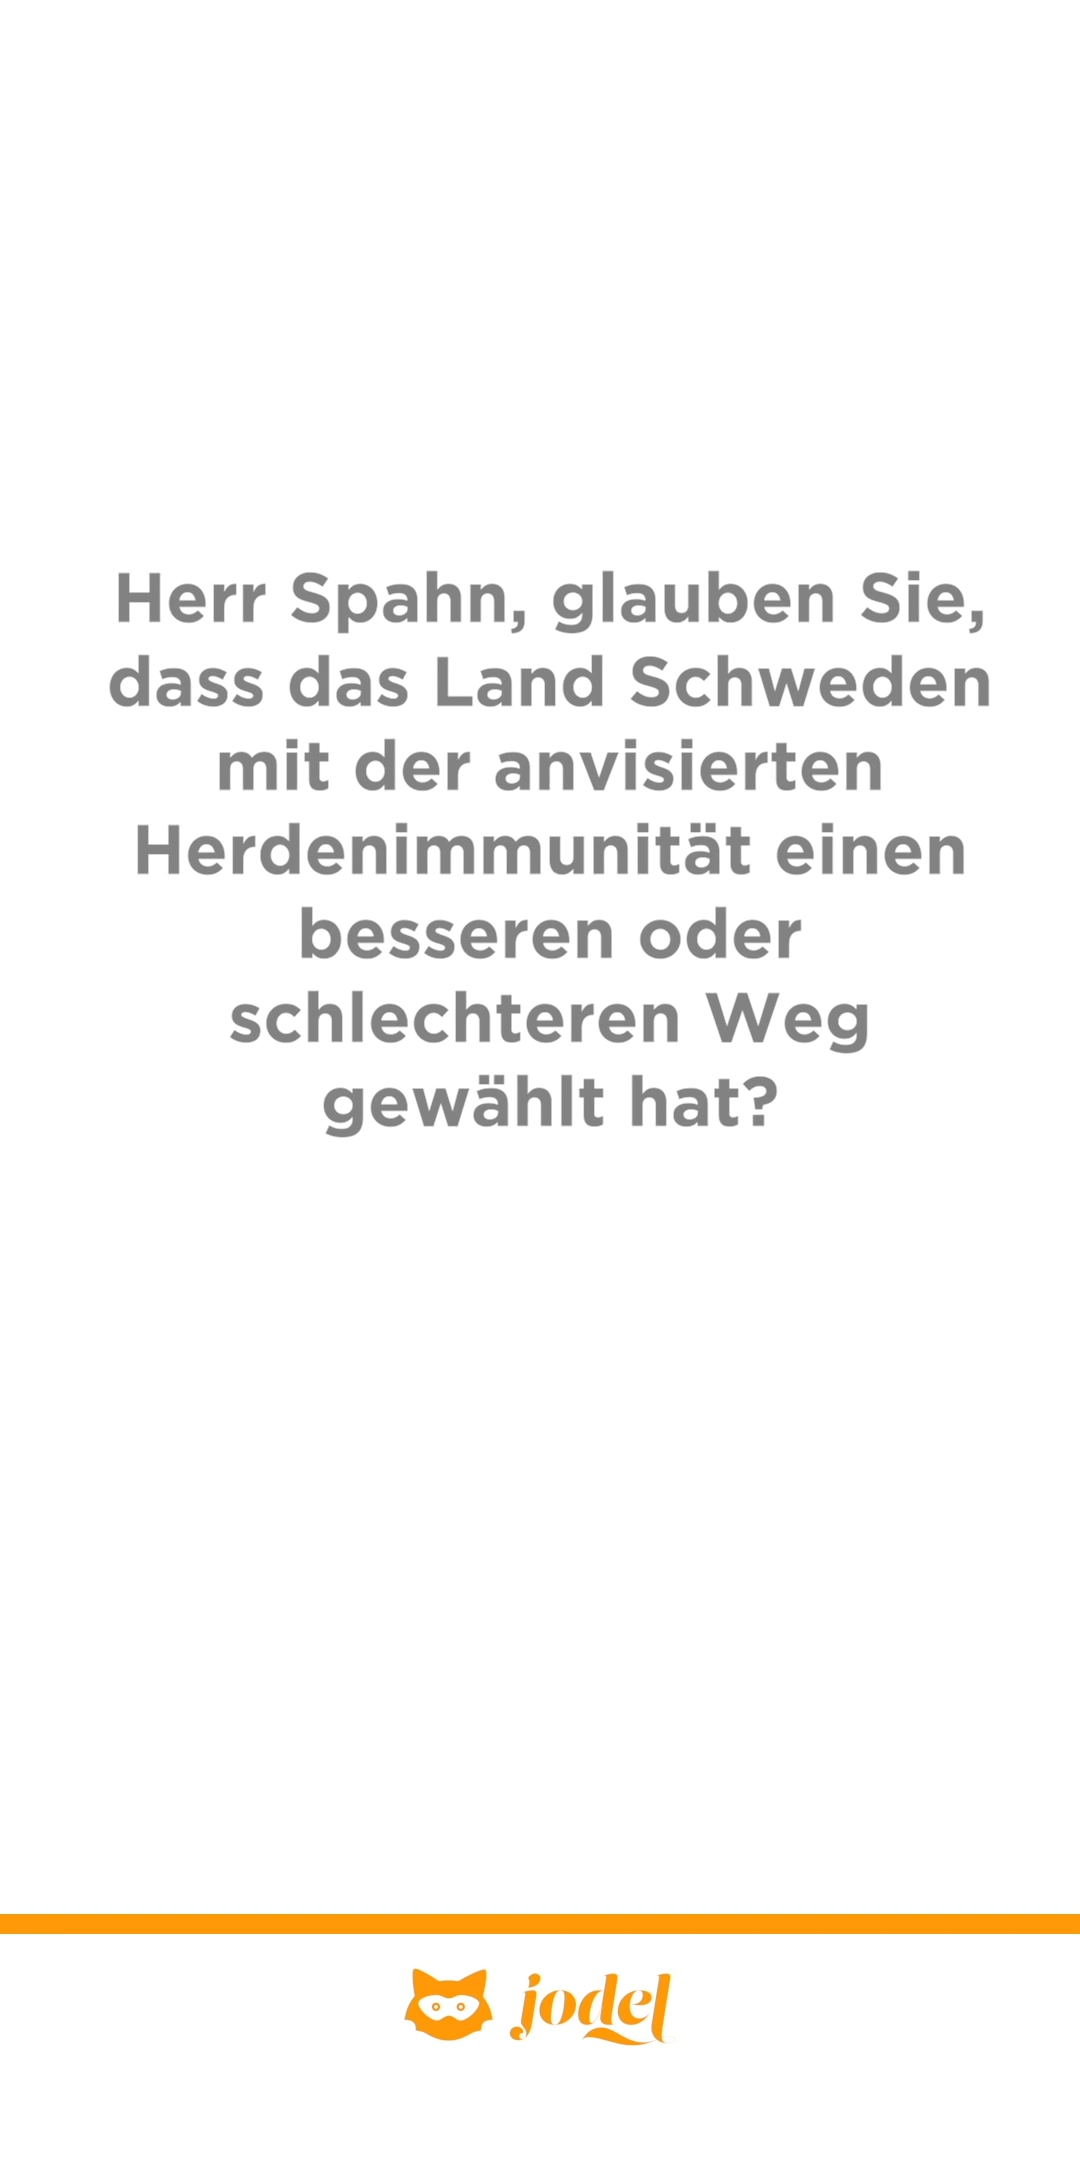 Herr Spahn, glauben Sie,
dass das Land Schweden
mit der anvisierten
Herdenimmunität einen
besseren oder
schlechteren Weg
gewählt hat?
jodel